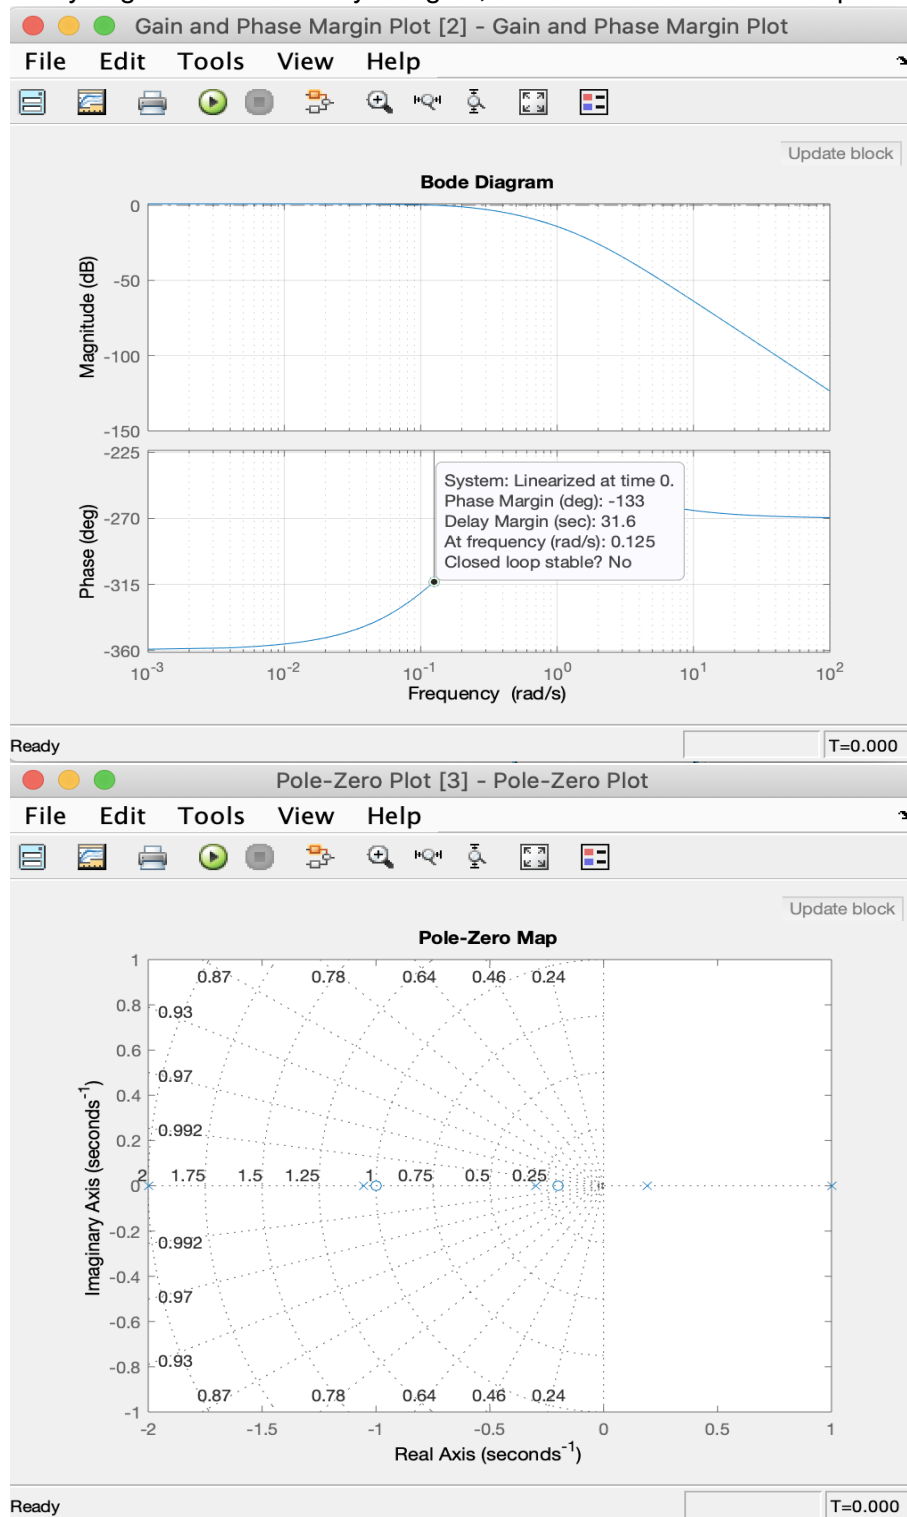 Gain and Phase Margin Plot [2] - Gain and Phase Margin Plot
File Edit Tools View Help
Update block
Bode Diagram
0
-50
-100
-150
Magnitude (dB)
-225
-270
-315
-360
Phase (deg)
System: Linearized at time 0.
Phase Margin (deg): -133
Delay Margin (sec): 31.6
At frequency (rad/s): 0.125
Closed loop stable? No
10-3 10-2 10-1 100 101 102
Frequency (rad/s)
Ready T=0.000
Pole-Zero Plot [3] - Pole-Zero Plot
File Edit Tools View Help
Update block
Pole-Zero Map
1
0.8
0.6
0.4
0.2
0
-0.2
-0.4
-0.6
-0.8
-1
Imaginary Axis (seconds-1)
0.87 0.78 0.64 0.46 0.24
0.93
0.97
0.992
2 1.75 1.5 1.25 1 0.75 0.5 0.25
0.992
0.97
0.93
0.87 0.78 0.64 0.46 0.24
-2 -1.5 -1 -0.5 0 0.5 1
Real Axis (seconds-1)
Ready T=0.000